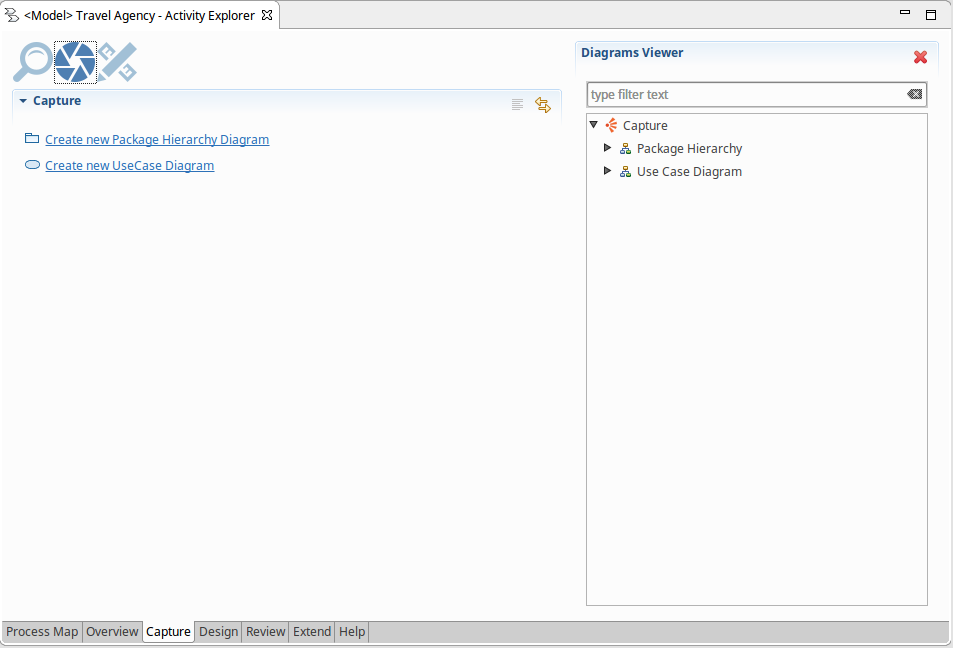 <Model> Travel Agency - Activity Explorer
Diagrams Viewer
Capture
type filter text
Create new Package Hierarchy Diagram
Create new UseCase Diagram
Capture
Package Hierarchy
Use Case Diagram
Process Map Overview Capture Design Review Extend Help